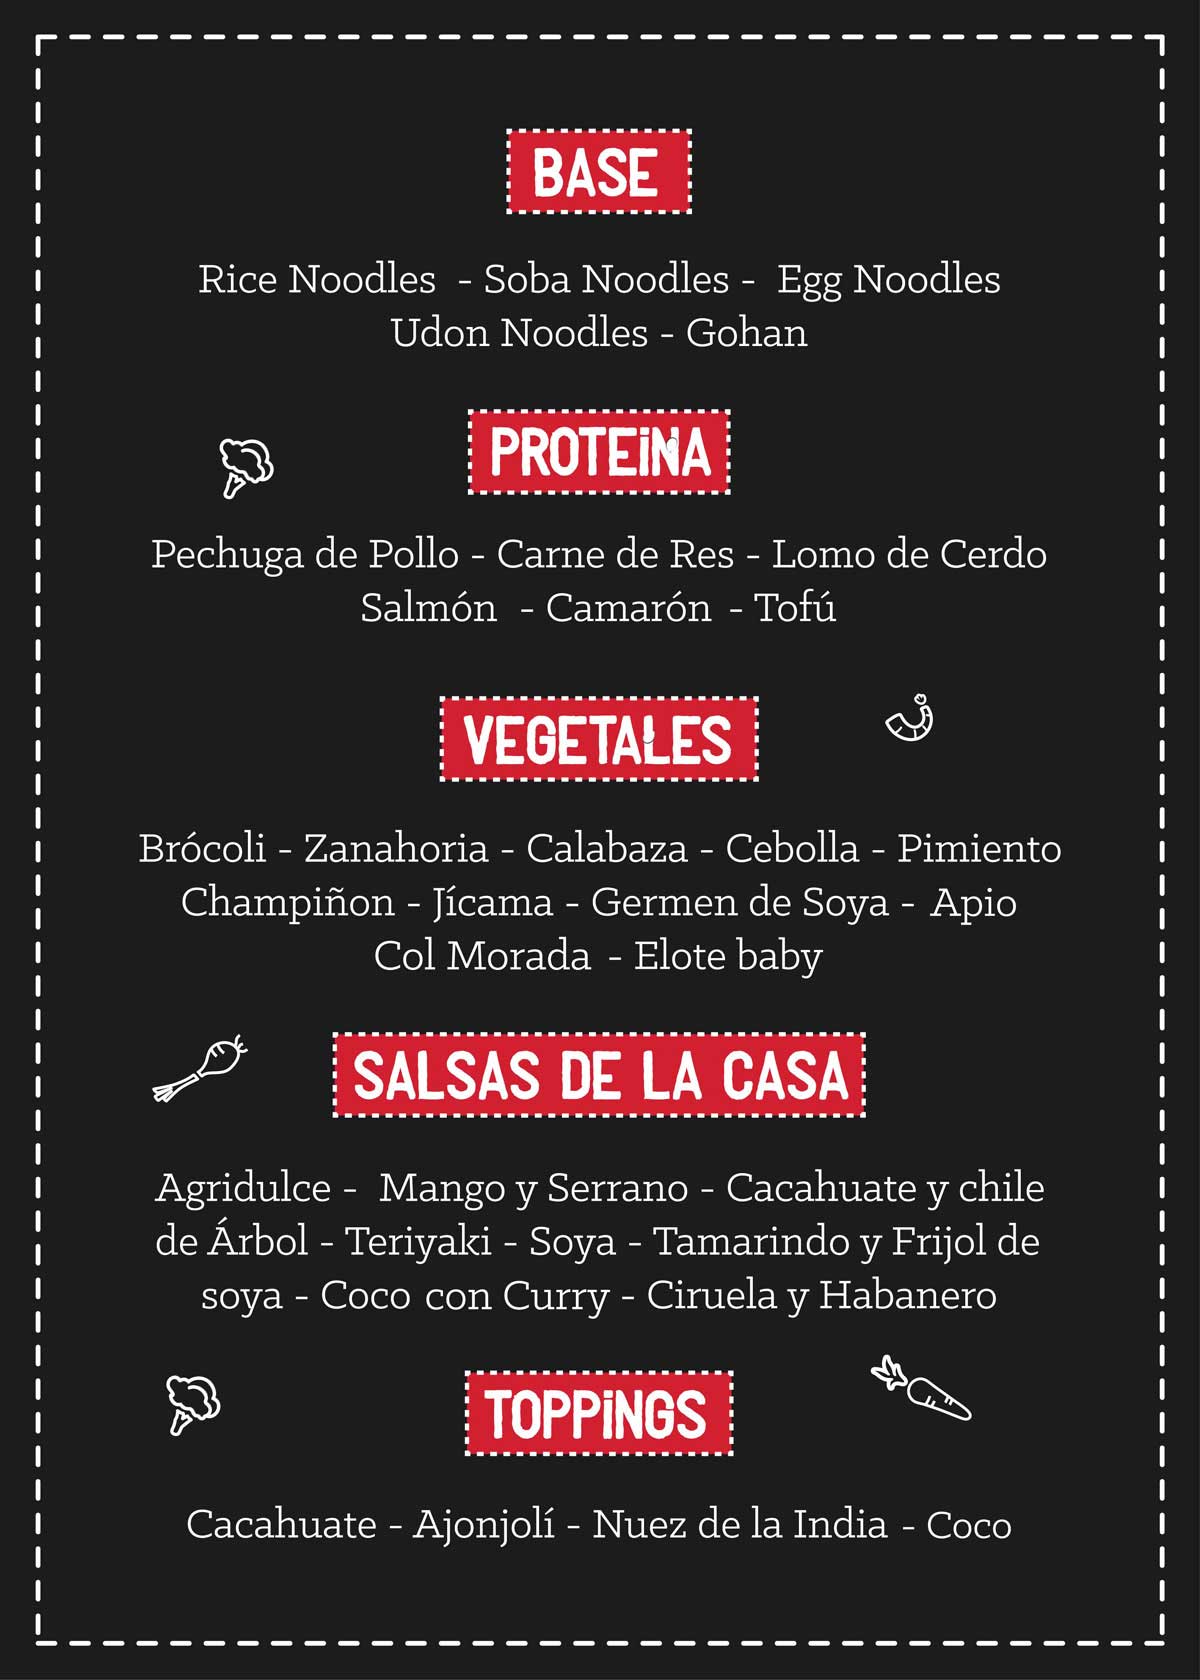 BASE
Rice Noodles - Soba Noodles - Egg Noodles
Udon Noodles - Gohan
PROTEiNA
Pechuga de Pollo - Carne de Res - Lomo de Cerdo
Salmón - Camarón - Tofú
VEGETALES
Brócoli - Zanahoria - Calabaza - Cebolla - Pimiento
Champiñon - Jícama - Germen de Soya - Apio
Col Morada - Elote baby
SALSAS DE LA CASA
Agridulce - Mango y Serrano - Cacahuate y chile
de Árbol - Teriyaki - Soya - Tamarindo y Frijol de
soya - Coco con Curry - Ciruela y Habanero
TOPPiNGS
Cacahuate - Ajonjolí - Nuez de la India - Coco